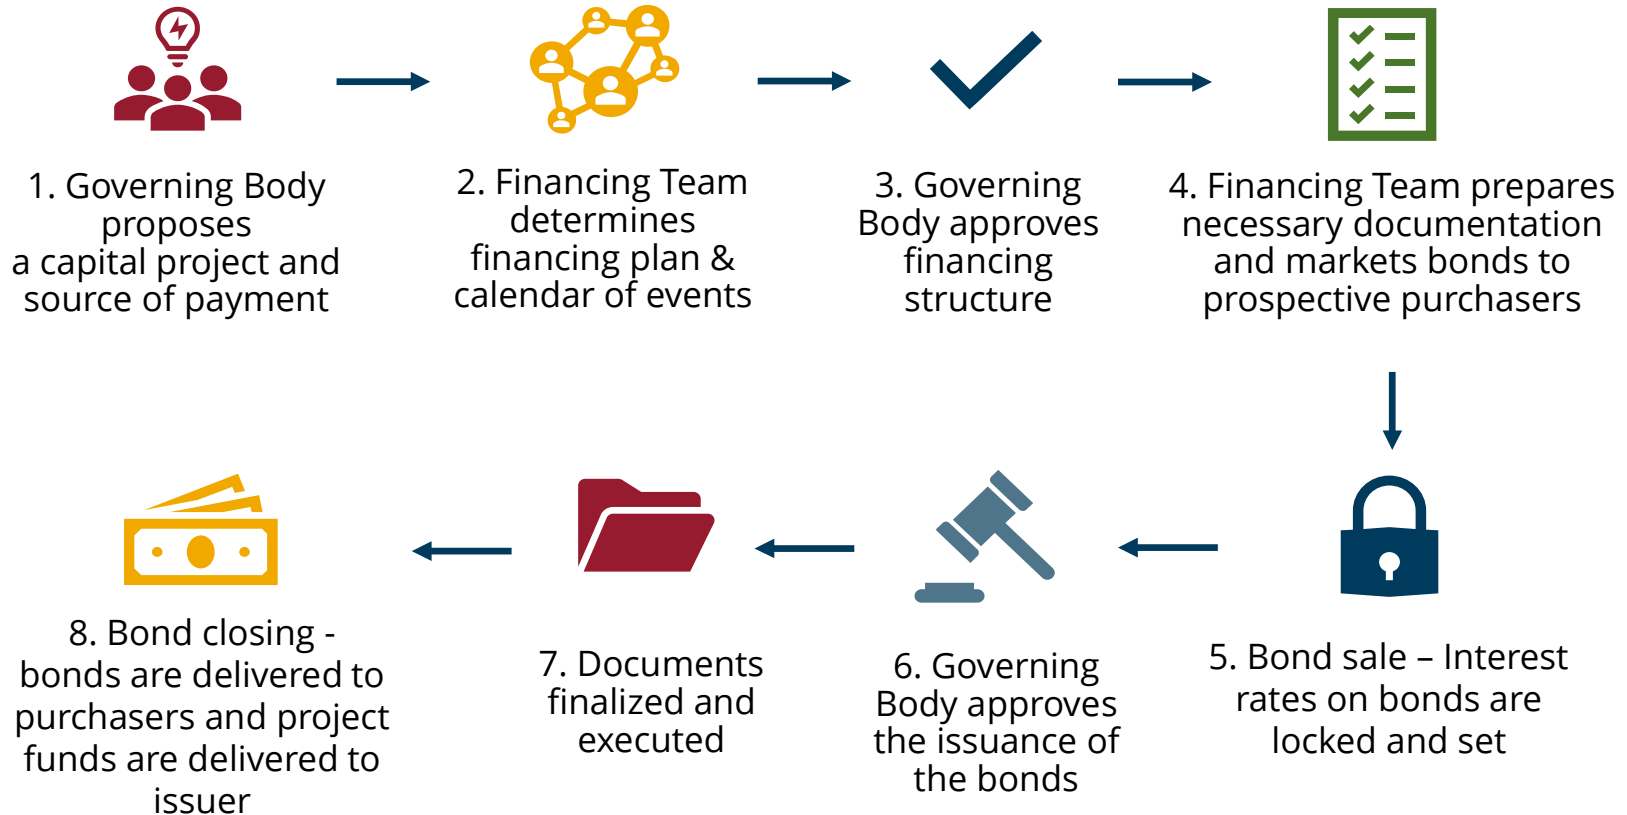 1. Governing Body
proposes
a capital project and
source of payment
2. Financing Team
determines
financing plan &
calendar of events
3. Governing
Body approves
financing
structure
4. Financing Team prepares
necessary documentation
and markets bonds to
prospective purchasers
5. Bond sale – Interest
rates on bonds are
locked and set
6. Governing
Body approves
the issuance of
the bonds
7. Documents
finalized and
executed
8. Bond closing -
bonds are delivered to
purchasers and project
funds are delivered to
issuer